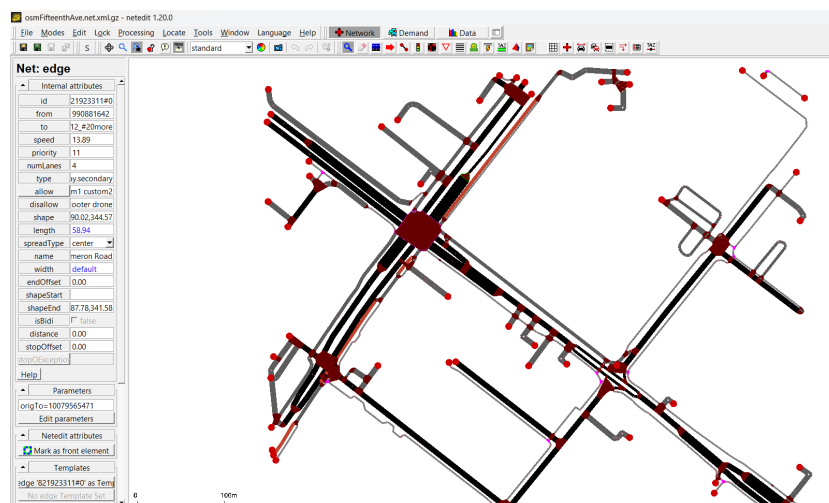 osmFifteenthAve.net.xml.gz - netedit 1.20.0
File Modes Edit Lock Processing Locate Tools Window Language Help Network Demand Data
S standard TAZ
Net: edge
Internal attributes
id 21923311#0
from 990881642
to 12_#20more
speed 13.89
priority 11
numLanes 4
type ay.secondary
allow m1 custom2
disallow ooter drone
shape 90.02,344.57
length 58.94
spreadType center
name meron Road
width default
endOffset 0.00
shapeStart
shapeEnd 87.78,341.58
isBidi false
distance 0.00
stopOffset 0.00
stopOExceptio
Help
Parameters
origTo=10079565471
Edit parameters
Netedit attributes
Mark as front element
Templates
edge '821923311#0' as Temp
No edge Template Set
0 100m